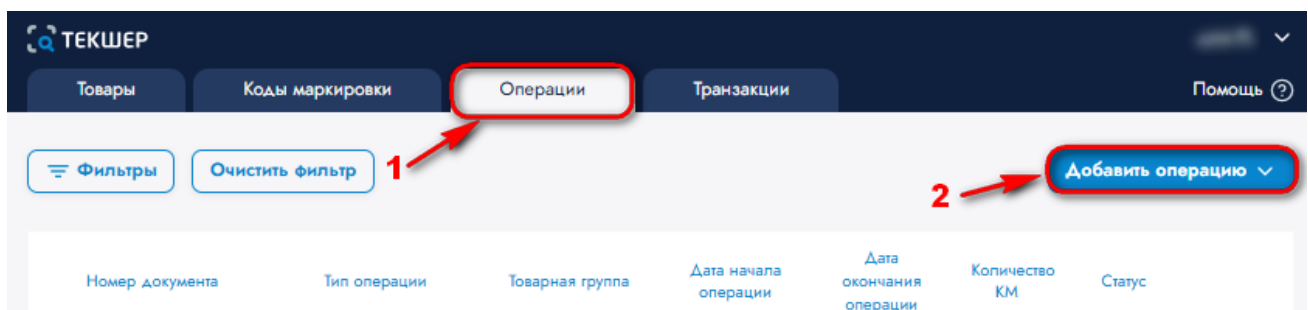 ТЕКШЕР
Товары
Коды маркировки
Операции
Транзакции
Помощь ?
Фильтры
Очистить фильтр
1
Добавить операцию
2
Номер документа
Тип операции
Товарная группа
Дата начала
операции
Дата
окончания
операции
Количество
КМ
Статус